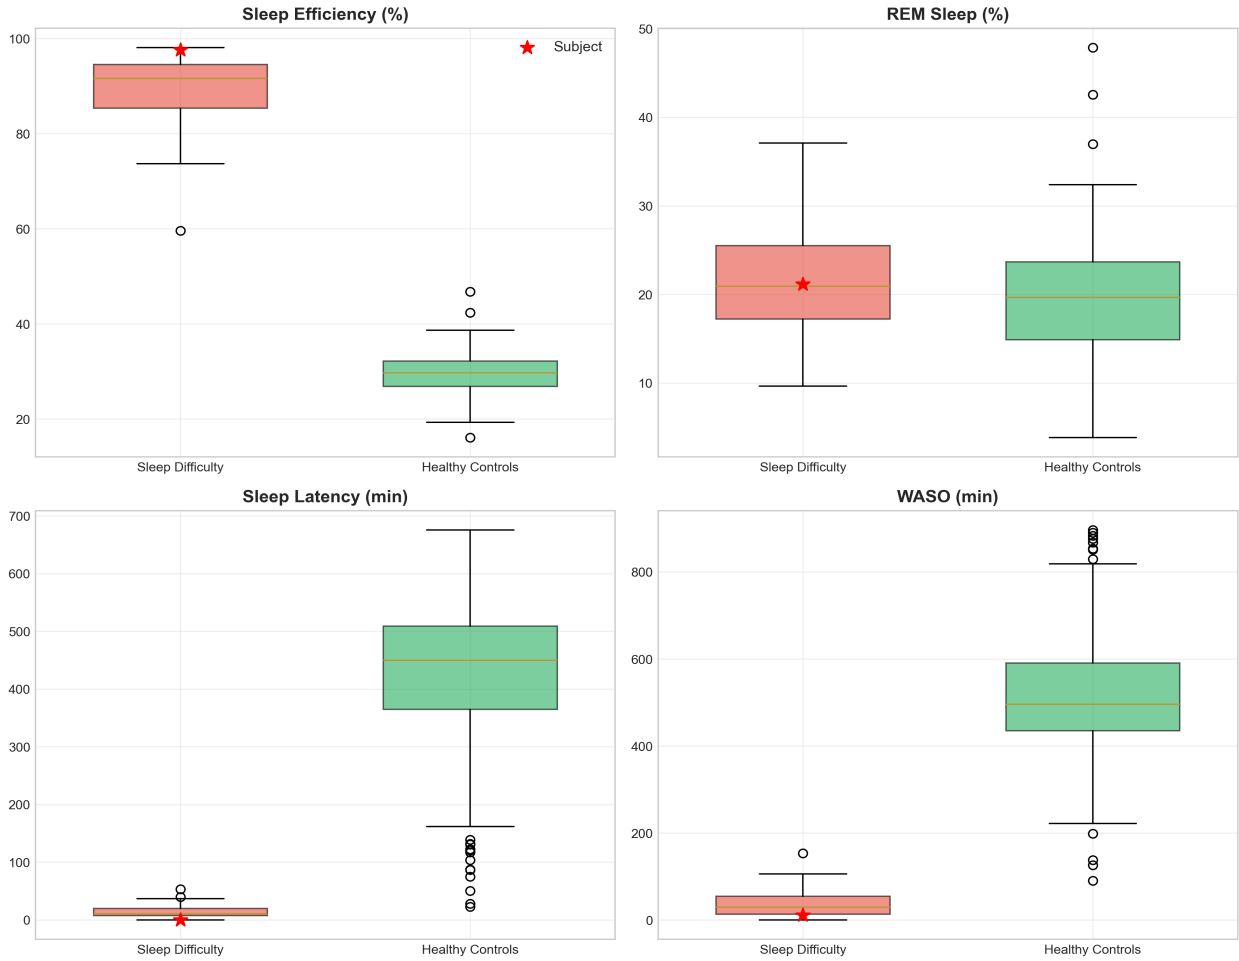 Sleep Efficiency (%)
100
80
60
40
20
Subject
Sleep Difficulty
Healthy Controls
REM Sleep (%)
50
40
30
20
10
Sleep Difficulty
Healthy Controls
Sleep Latency (min)
700
600
500
400
300
200
100
0
Sleep Difficulty
Healthy Controls
WASO (min)
800
600
400
200
0
Sleep Difficulty
Healthy Controls